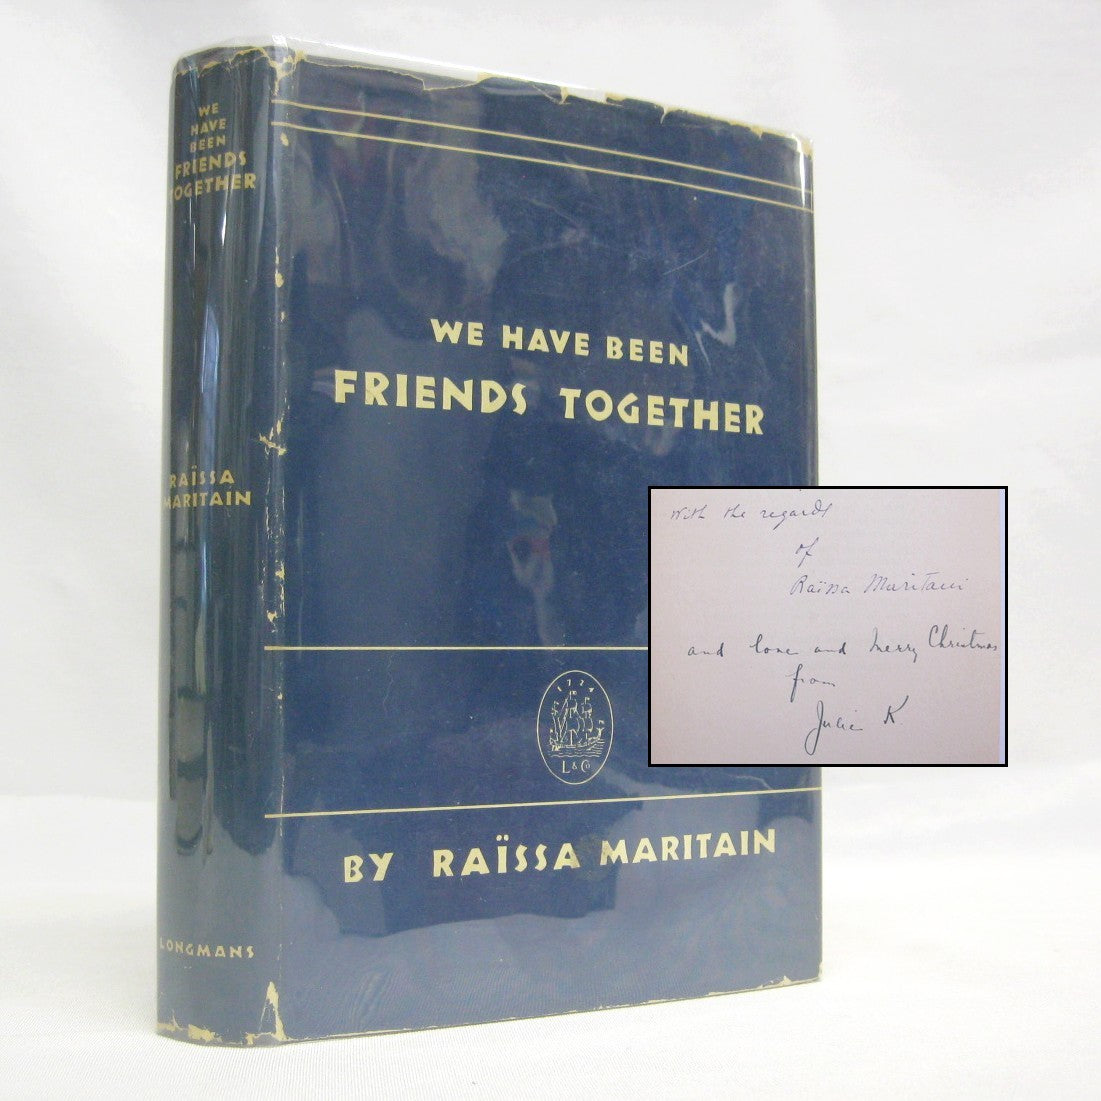 WE
HAVE
BEEN
FRIENDS
TOGETHER
RAÏSSA
MARITAIN
LONGMANS
WE HAVE BEEN
FRIENDS TOGETHER
1724
L & Co
BY RAÏSSA MARITAIN
With the regards
of
Raïssa Maritain
and love and Merry Christmas
from
Julie K